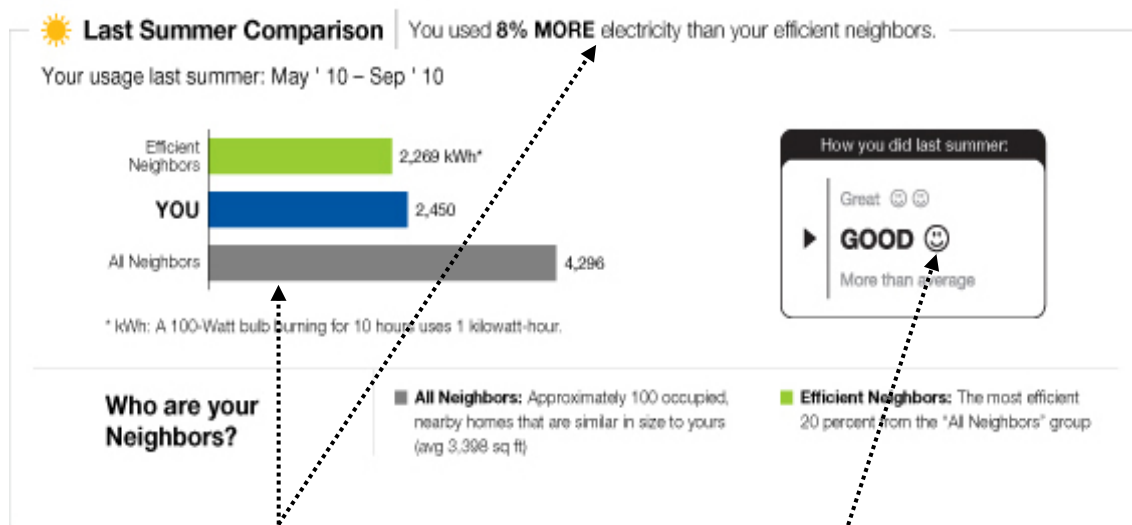 Last Summer Comparison
You used 8% MORE electricity than your efficient neighbors.
Your usage last summer: May ' 10 – Sep ' 10
Efficient
Neighbors
2,269 kWh*
YOU
2,450
All Neighbors
4,296
* kWh: A 100-Watt bulb burning for 10 hours uses 1 kilowatt-hour.
How you did last summer:
Great
GOOD
More than average
Who are your
Neighbors?
All Neighbors: Approximately 100 occupied,
nearby homes that are similar in size to yours
(avg 3,398 sq ft)
Efficient Neighbors: The most efficient
20 percent from the "All Neighbors" group